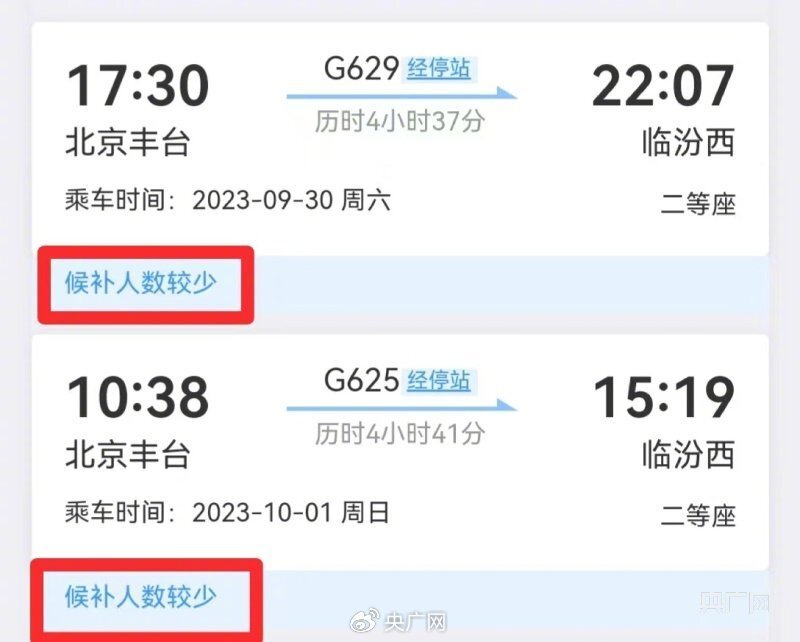 G629 经停站
17:30 22:07
历时4小时37分
北京丰台 临汾西
乘车时间：2023-09-30 周六 二等座
候补人数较少
G625 经停站
10:38 15:19
历时4小时41分
北京丰台 临汾西
乘车时间：2023-10-01 周日 二等座
候补人数较少
央广网
央广网